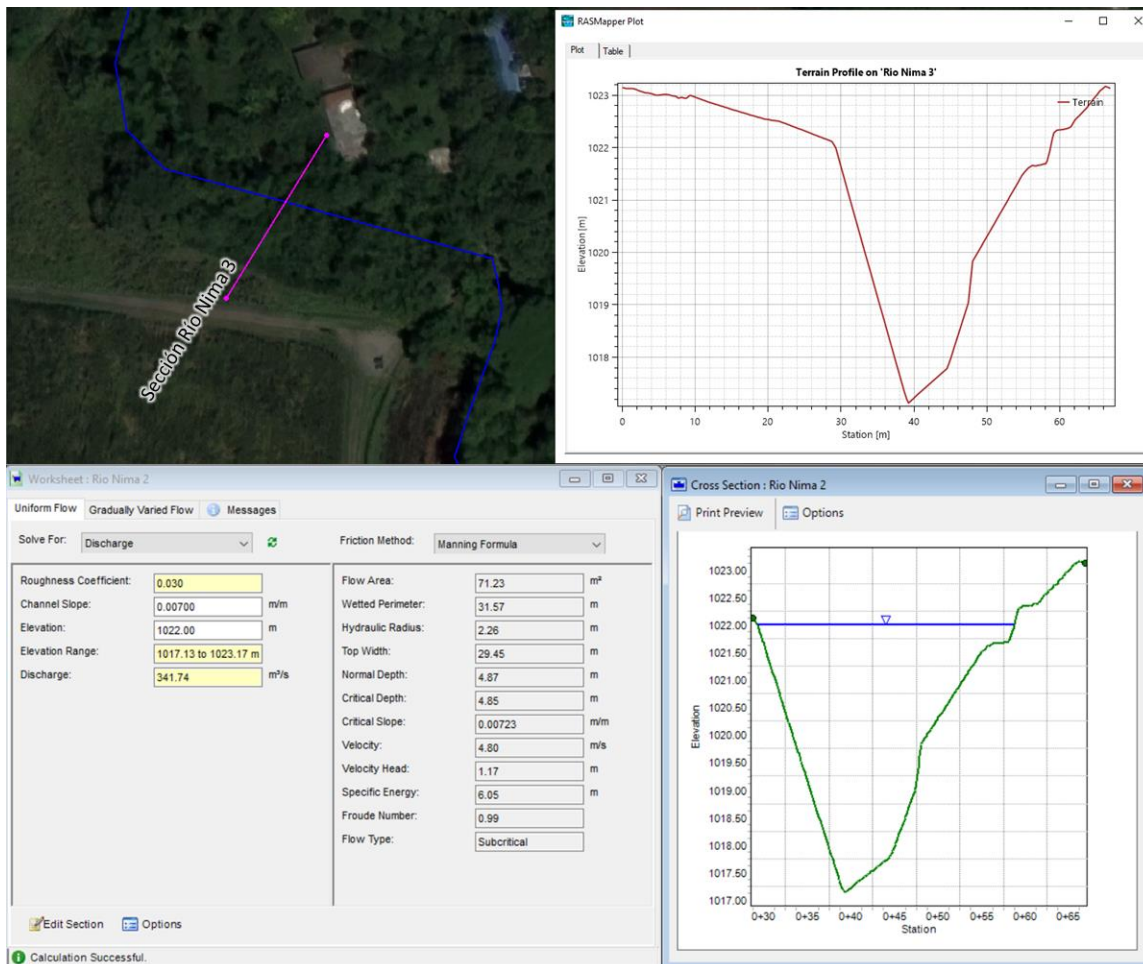 Sección Río Nima 3
RASMapper Plot
Plot Table
Terrain Profile on 'Rio Nima 3'
Terrain
Elevation [m]
1023
1022
1021
1020
1019
1018
0 10 20 30 40 50 60
Station [m]
Worksheet : Rio Nima 2
Uniform Flow Gradually Varied Flow Messages
Solve For: Discharge Friction Method: Manning Formula
Roughness Coefficient: 0.030
Channel Slope: 0.00700 m/m
Elevation: 1022.00 m
Elevation Range: 1017.13 to 1023.17 m
Discharge: 341.74 m³/s
Flow Area: 71.23 m²
Wetted Perimeter: 31.57 m
Hydraulic Radius: 2.26 m
Top Width: 29.45 m
Normal Depth: 4.87 m
Critical Depth: 4.85 m
Critical Slope: 0.00723 m/m
Velocity: 4.80 m/s
Velocity Head: 1.17 m
Specific Energy: 6.05 m
Froude Number: 0.99
Flow Type: Subcritical
Edit Section Options
Calculation Successful.
Cross Section : Rio Nima 2
Print Preview Options
Elevation
1023.00
1022.50
1022.00
1021.50
1021.00
1020.50
1020.00
1019.50
1019.00
1018.50
1018.00
1017.50
1017.00
0+30 0+35 0+40 0+45 0+50 0+55 0+60 0+65
Station